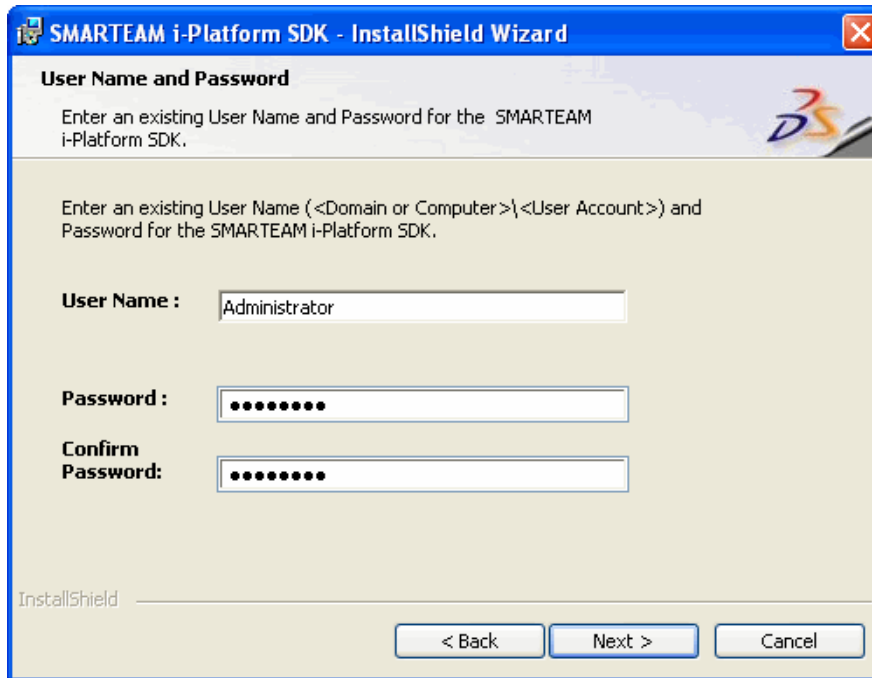 SMARTEAM i-Platform SDK - InstallShield Wizard
User Name and Password
Enter an existing User Name and Password for the SMARTEAM
i-Platform SDK.
Enter an existing User Name (<Domain or Computer>\<User Account>) and
Password for the SMARTEAM i-Platform SDK.
User Name : Administrator
Password : ●●●●●●●●
Confirm
Password: ●●●●●●●●
InstallShield
< Back Next > Cancel